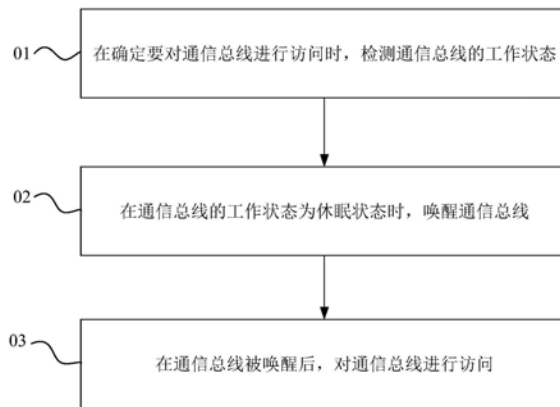 01
在确定要对通信总线进行访问时，检测通信总线的工作状态
02
在通信总线的工作状态为休眠状态时，唤醒通信总线
03
在通信总线被唤醒后，对通信总线进行访问